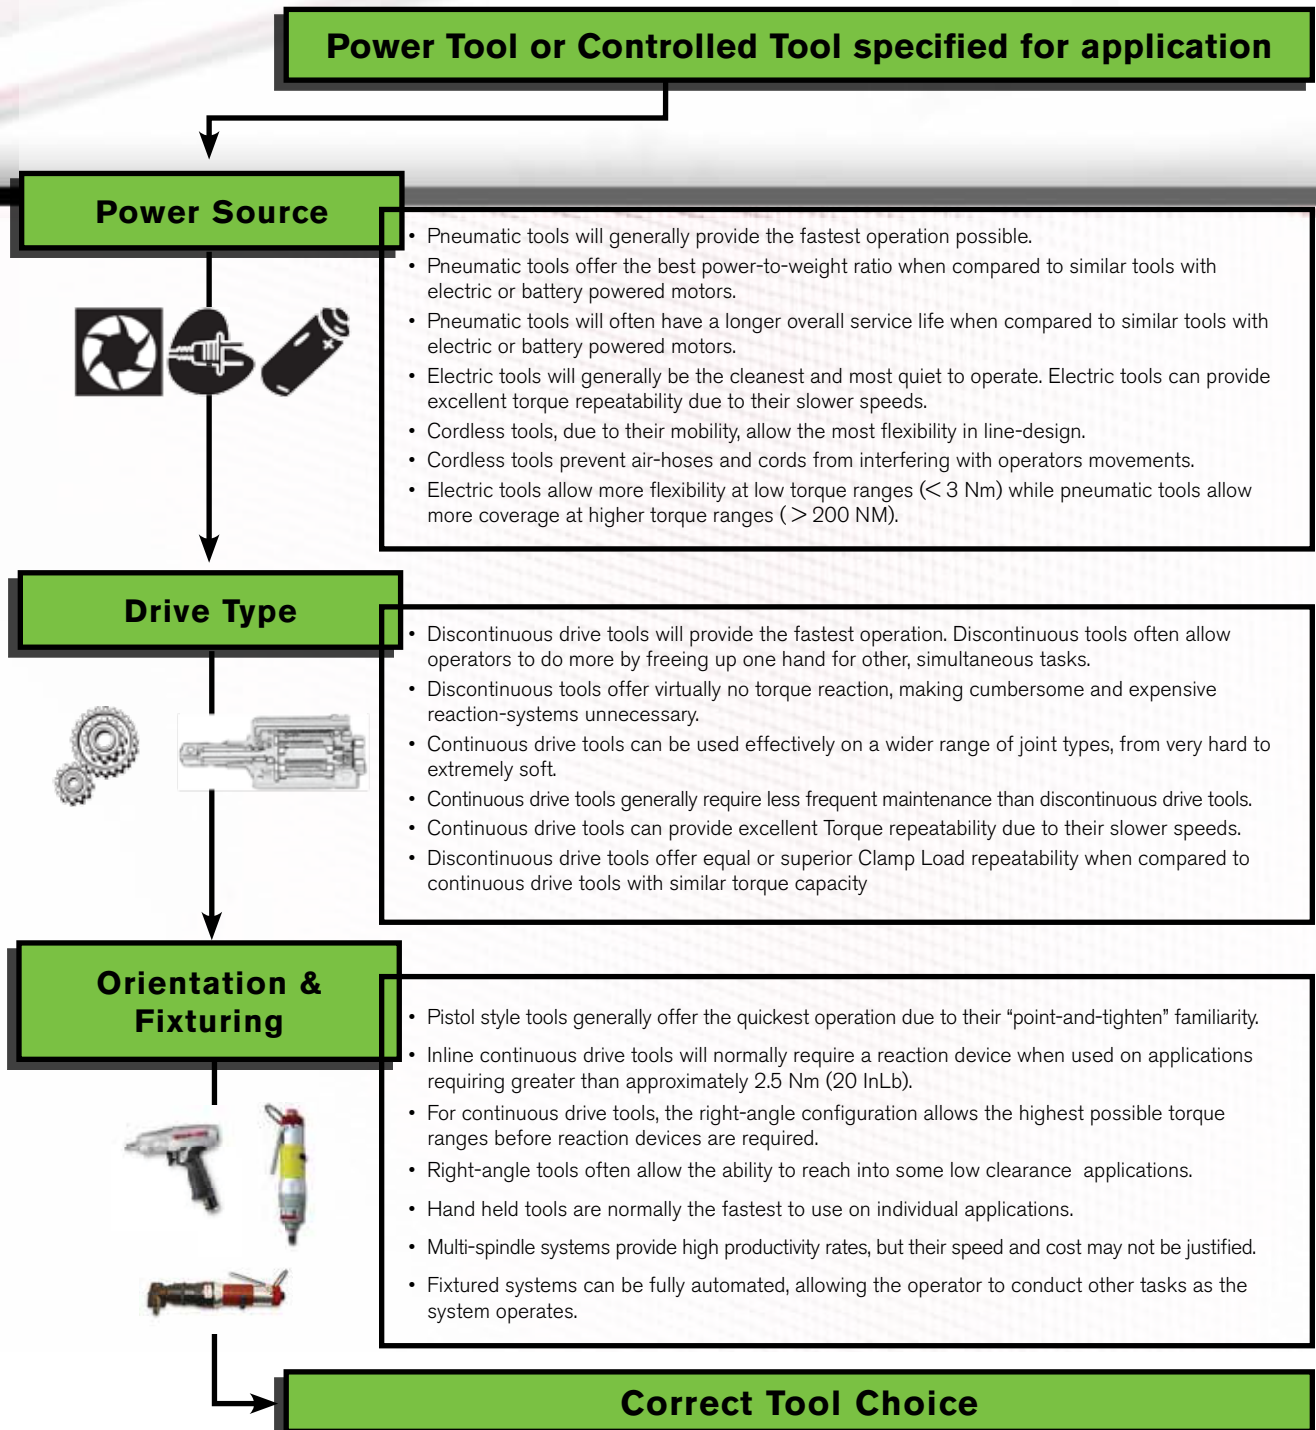 Power Tool or Controlled Tool specified for application
Power Source
• Pneumatic tools will generally provide the fastest operation possible.
• Pneumatic tools offer the best power-to-weight ratio when compared to similar tools with
electric or battery powered motors.
• Pneumatic tools will often have a longer overall service life when compared to similar tools with
electric or battery powered motors.
• Electric tools will generally be the cleanest and most quiet to operate. Electric tools can provide
excellent torque repeatability due to their slower speeds.
• Cordless tools, due to their mobility, allow the most flexibility in line-design.
• Cordless tools prevent air-hoses and cords from interfering with operators movements.
• Electric tools allow more flexibility at low torque ranges (< 3 Nm) while pneumatic tools allow
more coverage at higher torque ranges ( > 200 NM).
Drive Type
• Discontinuous drive tools will provide the fastest operation. Discontinuous tools often allow
operators to do more by freeing up one hand for other, simultaneous tasks.
• Discontinuous tools offer virtually no torque reaction, making cumbersome and expensive
reaction-systems unnecessary.
• Continuous drive tools can be used effectively on a wider range of joint types, from very hard to
extremely soft.
• Continuous drive tools generally require less frequent maintenance than discontinuous drive tools.
• Continuous drive tools can provide excellent Torque repeatability due to their slower speeds.
• Discontinuous drive tools offer equal or superior Clamp Load repeatability when compared to
continuous drive tools with similar torque capacity
Orientation &
Fixturing
• Pistol style tools generally offer the quickest operation due to their “point-and-tighten” familiarity.
• Inline continuous drive tools will normally require a reaction device when used on applications
requiring greater than approximately 2.5 Nm (20 InLb).
• For continuous drive tools, the right-angle configuration allows the highest possible torque
ranges before reaction devices are required.
• Right-angle tools often allow the ability to reach into some low clearance applications.
• Hand held tools are normally the fastest to use on individual applications.
• Multi-spindle systems provide high productivity rates, but their speed and cost may not be justified.
• Fixtured systems can be fully automated, allowing the operator to conduct other tasks as the
system operates.
Correct Tool Choice